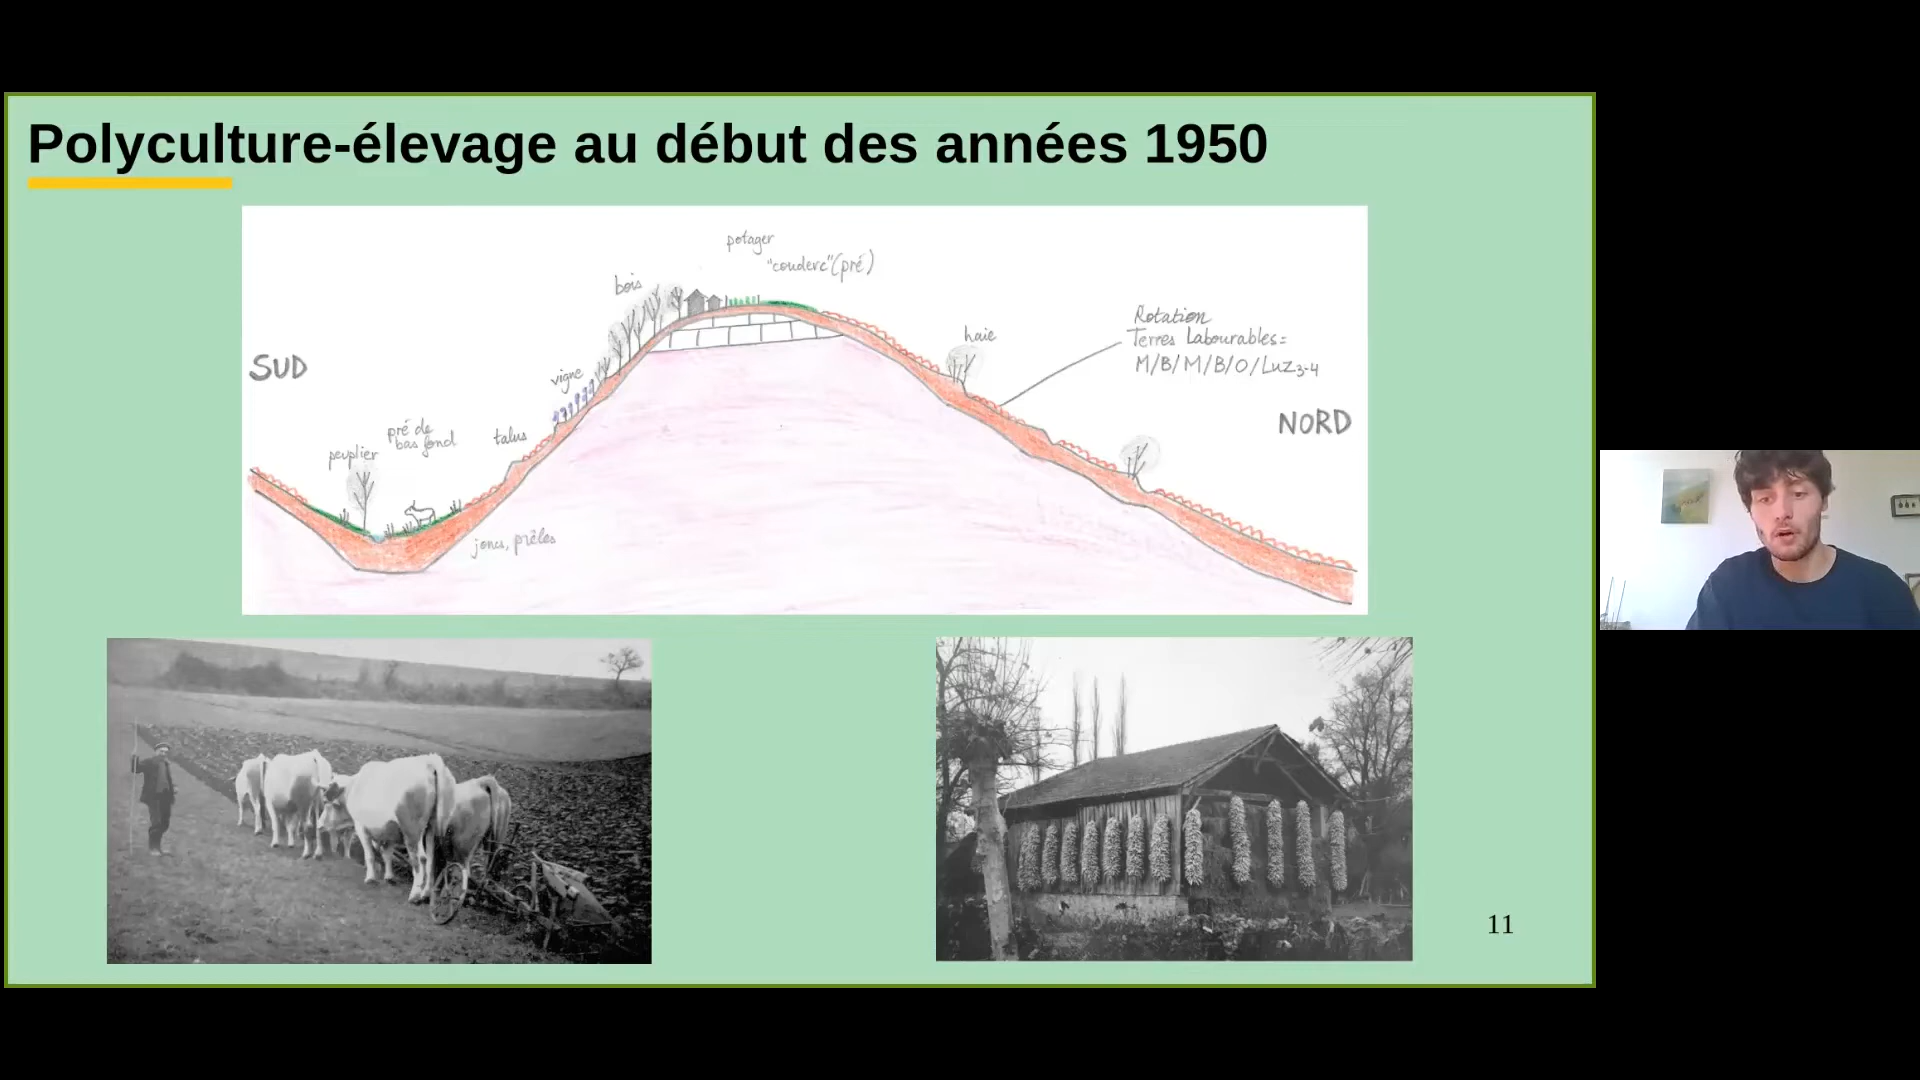 Polyculture-élevage au début des années 1950
potager
"couderc" (pré)
bois
haie
Rotation
Terres Labourables=
M/B/M/B/O/Luz3-4
SUD
vigne
NORD
pré de
bas fond
talus
peuplier
joncs, prêles
11